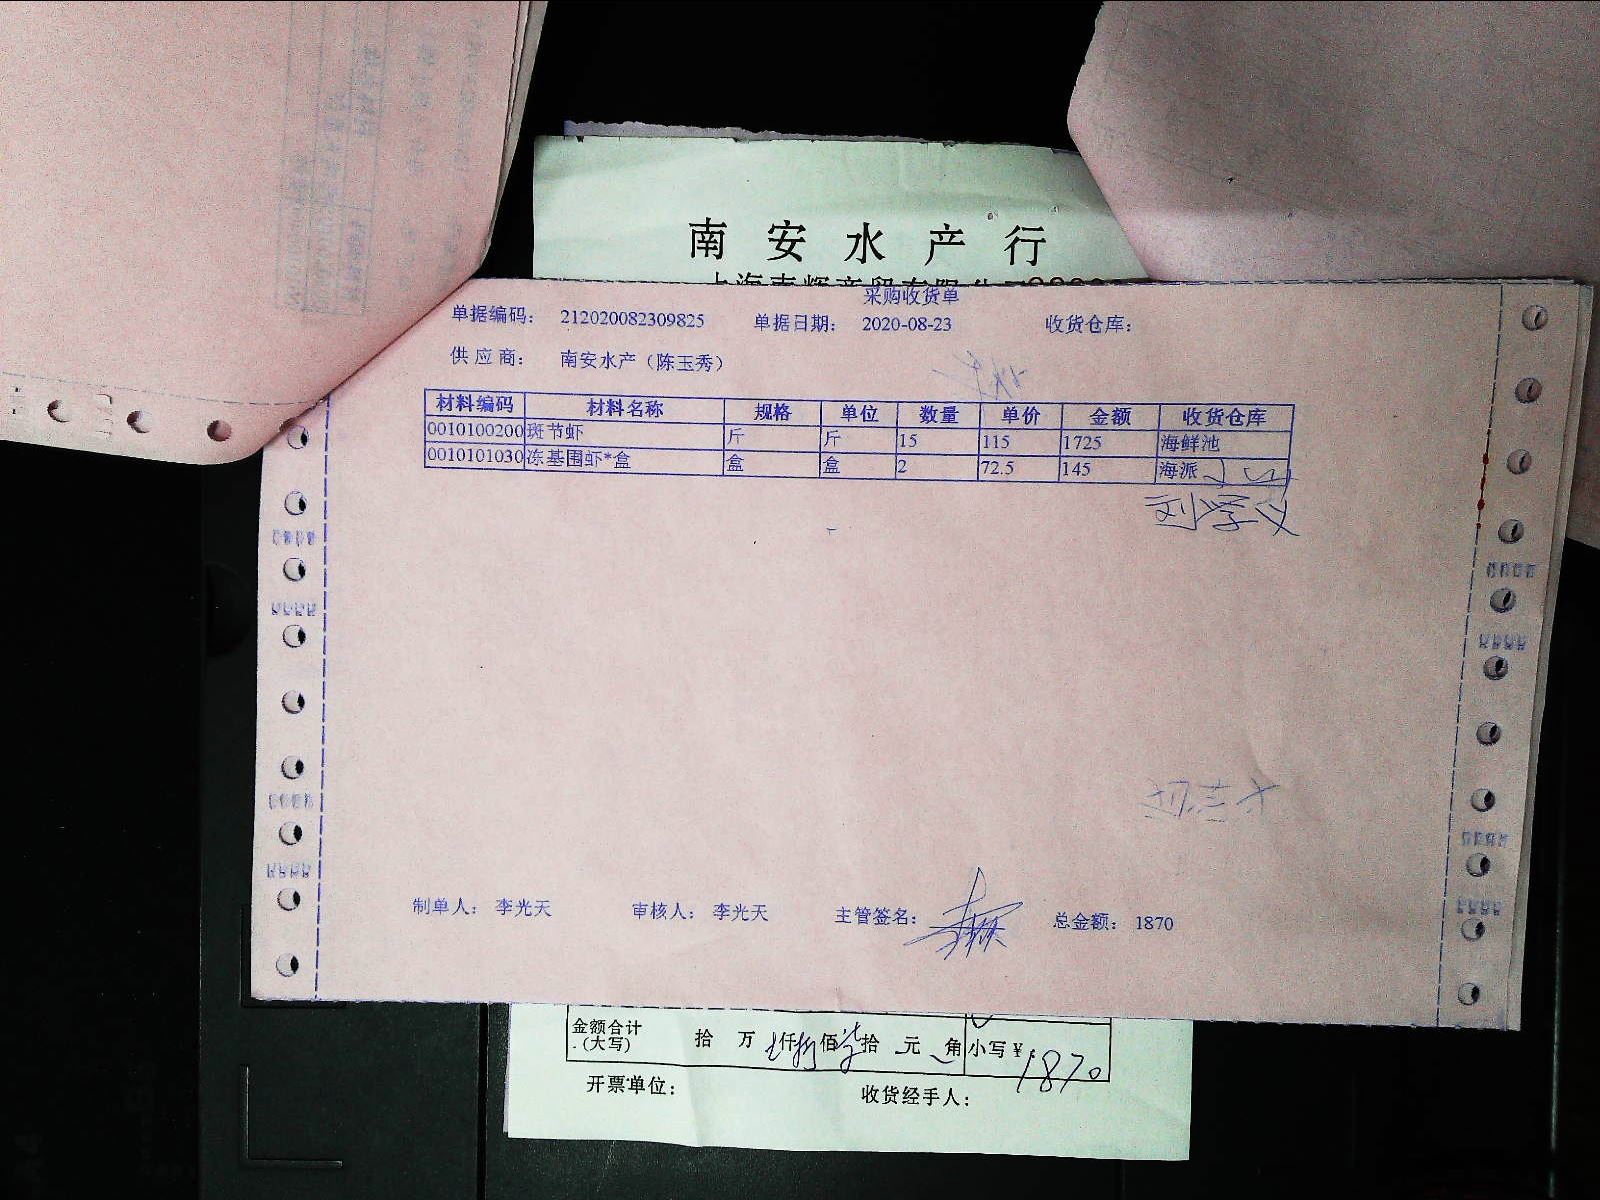 南安水产行
采购收货单
单据编码： 212020082309825 单据日期： 2020-08-23 收货仓库：
供应商： 南安水产（陈玉秀）
材料编码 材料名称 规格 单位 数量 单价 金额 收货仓库
0010100200 斑节虾 斤 斤 15 115 1725 海鲜池
0010101030 冻基围虾*盒 盒 盒 2 72.5 145 海派
刘学义
制单人： 李光天 审核人： 李光天 主管签名： 总金额： 1870
金额合计 (大写) 拾 万 仟 佰 拾 元 角 小写￥ 1870
开票单位： 收货经手人：